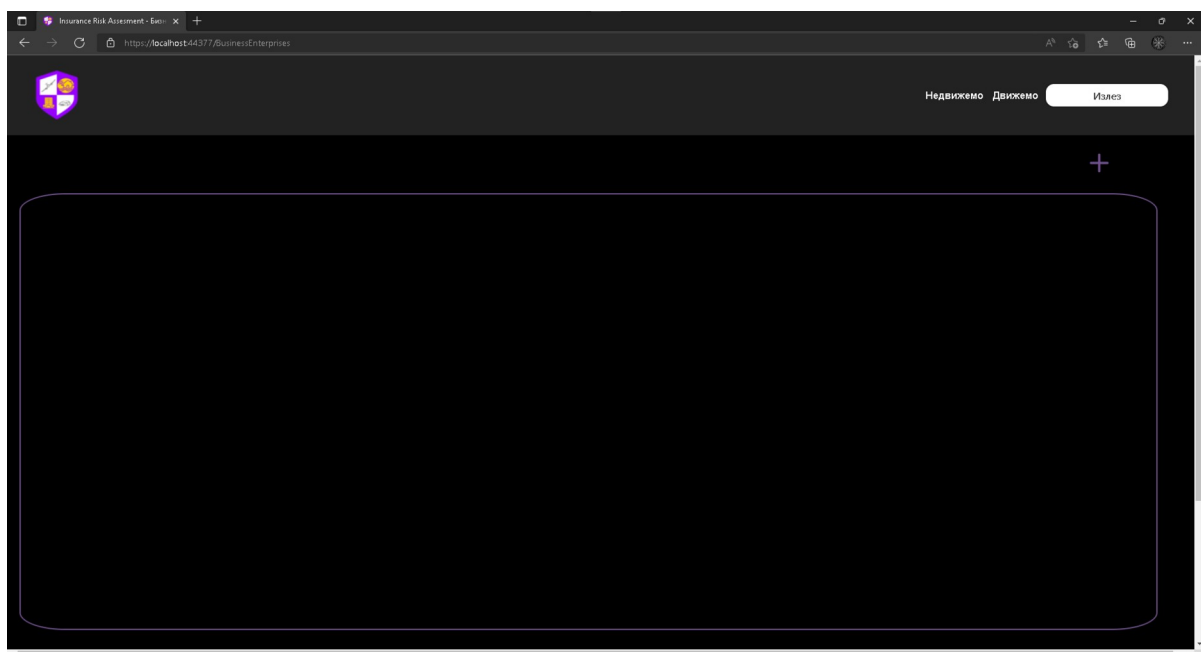 Insurance Risk Assesment - Бизн
https://localhost:44377/BusinessEnterprises
Недвижемо Движемо Излез